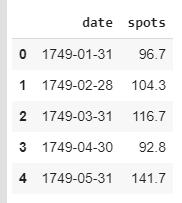 date spots
0 1749-01-31 96.7
1 1749-02-28 104.3
2 1749-03-31 116.7
3 1749-04-30 92.8
4 1749-05-31 141.7